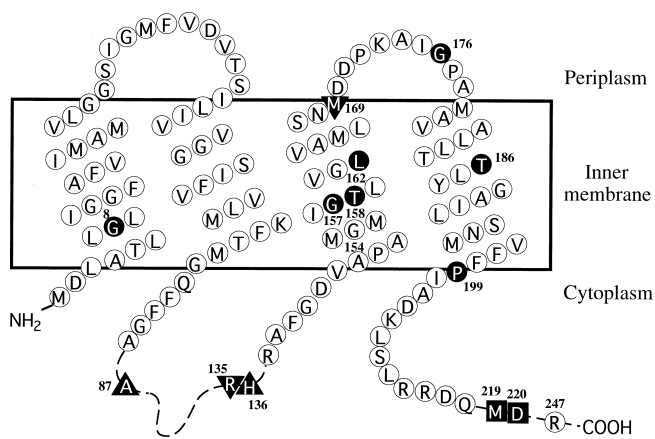 S I G M F V D V T S
G
D D P K A I G 176
P A
Periplasm
V L G G
V I L I
S N M 169
V A M
I M A M
G G V
V A M L
T L L A
A F V
V F I S
V G L
162
Y L T 186
Inner
membrane
I G G F
8
M L V
I G T L
157 158
L I A G
L G L
G M T F K
M G M
154
M N S
M D L A T L
V A P A
I P F F V
199
Cytoplasm
NH2
Q F F G A
87 A
135 R H 136
R A F G D
A D K L S L R R D Q
219 M 220 D 247 R COOH